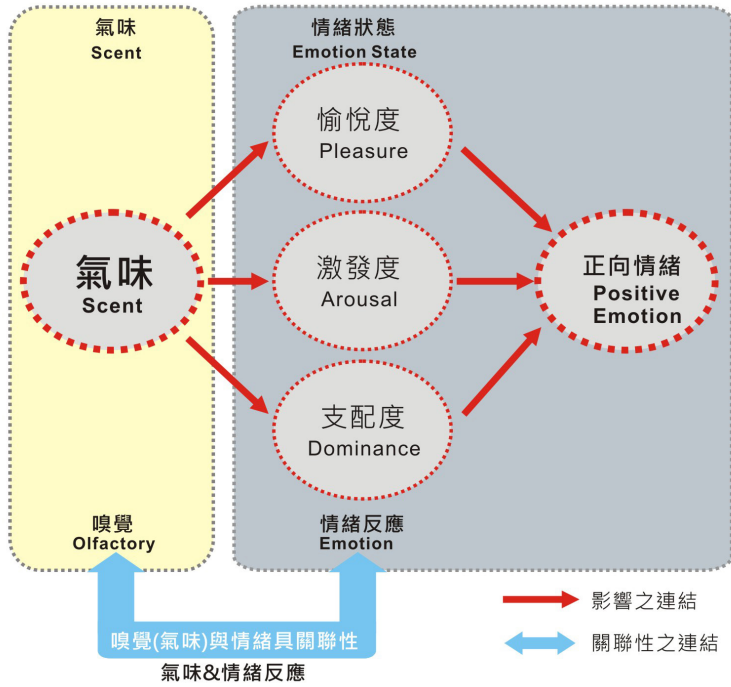 氣味
Scent
情緒狀態
Emotion State
愉悅度
Pleasure
氣味
Scent
激發度
Arousal
正向情緒
Positive
Emotion
支配度
Dominance
嗅覺
Olfactory
情緒反應
Emotion
影響之連結
嗅覺(氣味)與情緒具關聯性
關聯性之連結
氣味&情緒反應